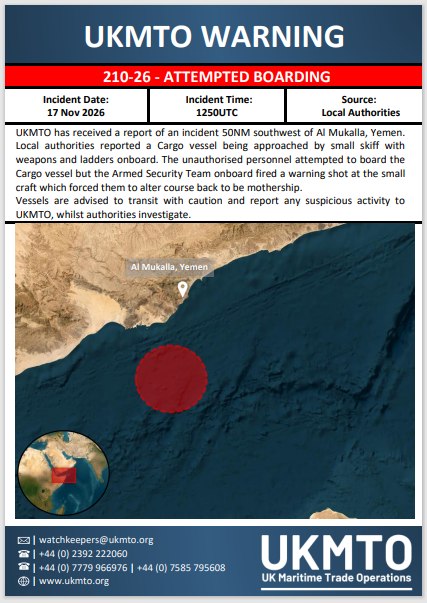 UKMTO WARNING
210-26 - ATTEMPTED BOARDING
Incident Date:
17 Nov 2026
Incident Time:
1250UTC
Source:
Local Authorities
UKMTO has received a report of an incident 50NM southwest of Al Mukalla, Yemen.
Local authorities reported a Cargo vessel being approached by small skiff with
weapons and ladders onboard. The unauthorised personnel attempted to board the
Cargo vessel but the Armed Security Team onboard fired a warning shot at the small
craft which forced them to alter course back to be mothership.
Vessels are advised to transit with caution and report any suspicious activity to
UKMTO, whilst authorities investigate.
Al Mukalla, Yemen
| watchkeepers@ukmto.org
| +44 (0) 2392 222060
| +44 (0) 7779 966976 | +44 (0) 7585 795608
| www.ukmto.org
UKMTO
UK Maritime Trade Operations